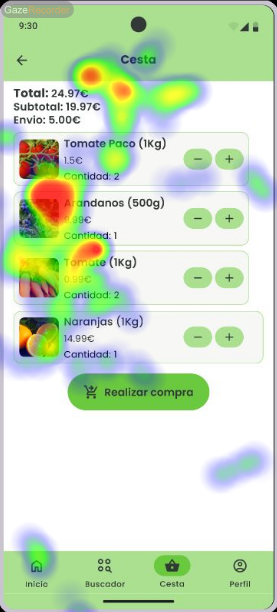 GazeRecorder
9:30
Cesta
Total: 24.97€
Subtotal: 19.97€
Envio: 5.00€
Tomate Paco (1Kg)
1.5€
Cantidad: 2
Arandanos (500g)
0.99€
Cantidad: 1
Tomate (1Kg)
0.99€
Cantidad: 2
Naranjas (1Kg)
14.99€
Cantidad: 1
Realizar compra
Inicio
Buscador
Cesta
Perfil